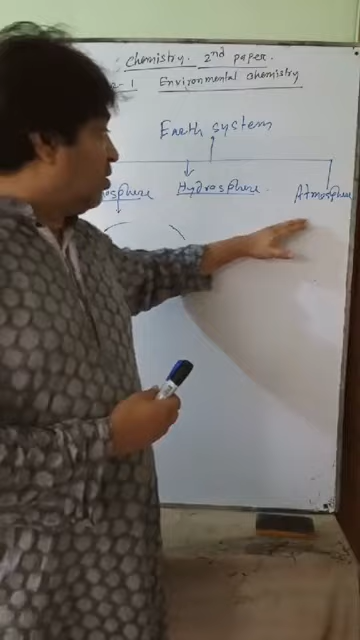 Chemistry. 2nd paper.
-1 Environmental chemistry
Earth system
osphere Hydrosphere. Atmosphere